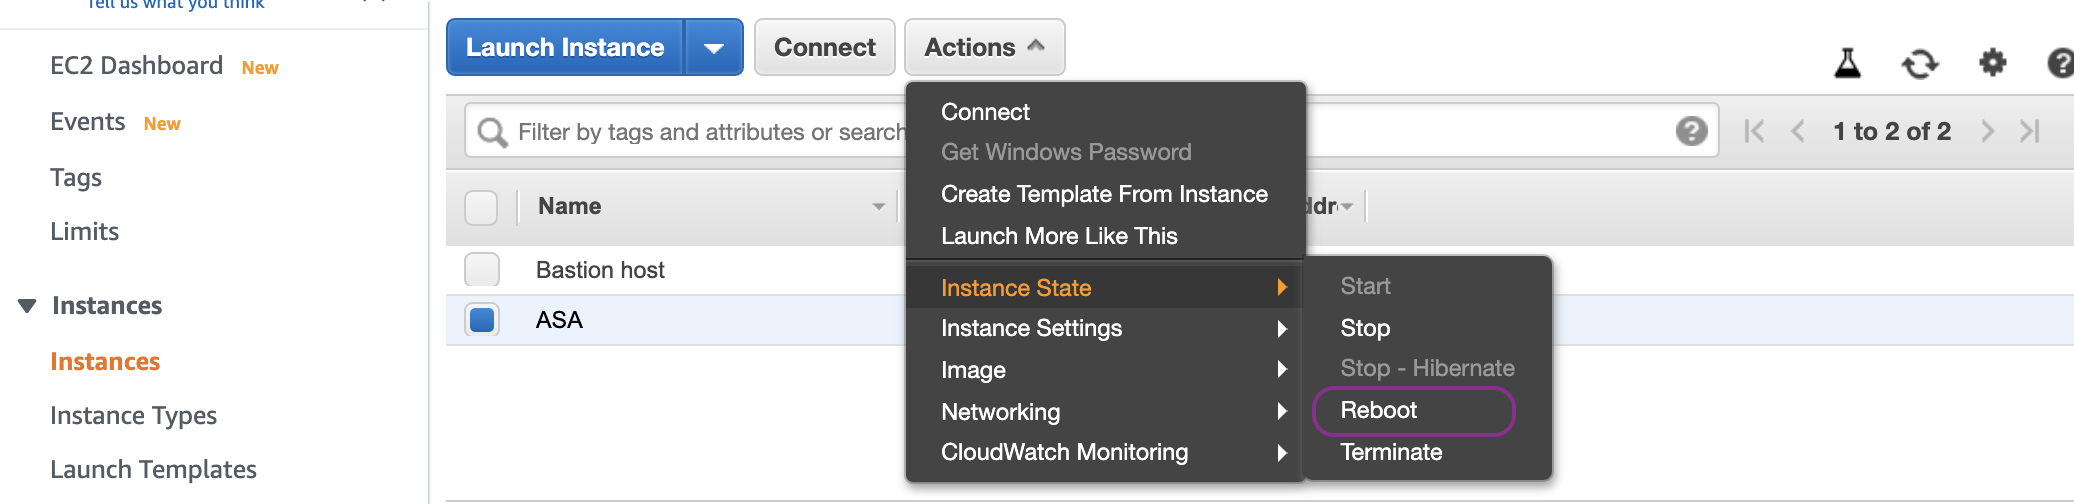 Tell us what you think
EC2 Dashboard New
Events New
Tags
Limits
Instances
Instances
Instance Types
Launch Templates
Launch Instance
Connect
Actions
Filter by tags and attributes or search
1 to 2 of 2
Name
Bastion host
ASA
Connect
Get Windows Password
Create Template From Instance
Launch More Like This
Instance State
Instance Settings
Image
Networking
CloudWatch Monitoring
Start
Stop
Stop - Hibernate
Reboot
Terminate